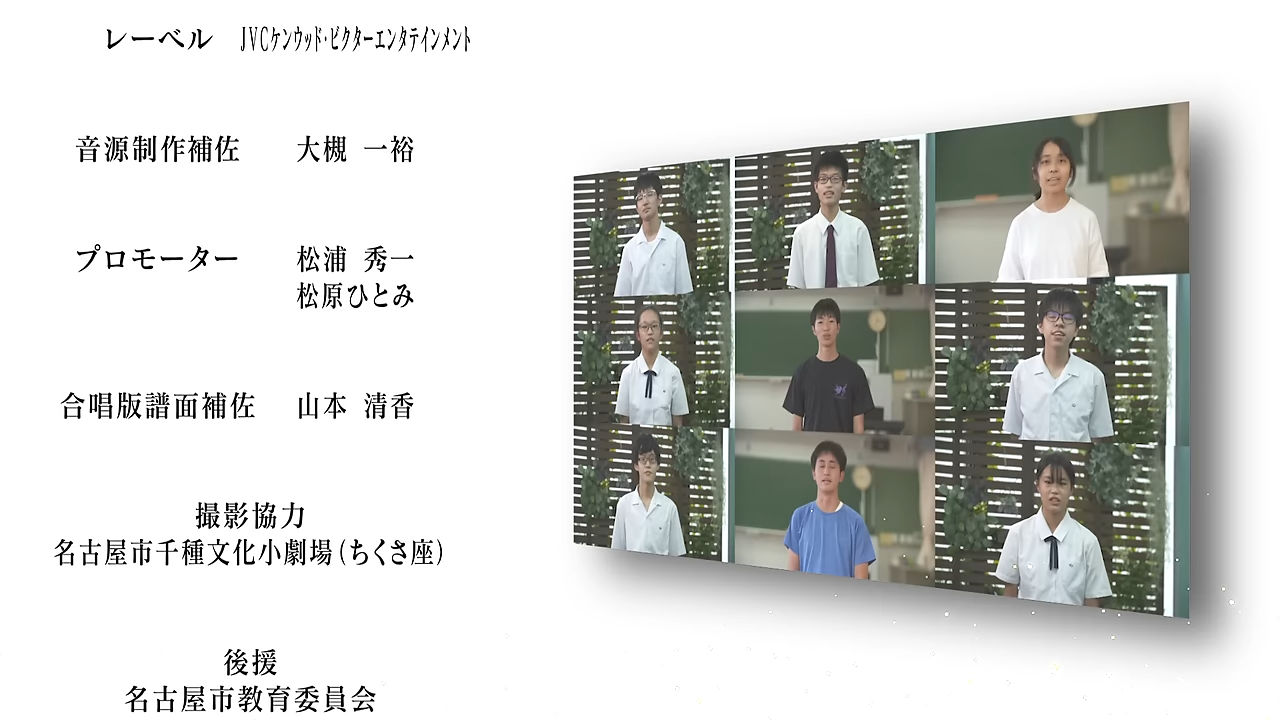 レーベル JVCケンウッド・ビクターエンタテインメント
音源制作補佐 大槻 一裕
プロモーター 松浦 秀一
松原ひとみ
合唱版譜面補佐 山本 清香
撮影協力
名古屋市千種文化小劇場(ちくさ座)
後援
名古屋市教育委員会